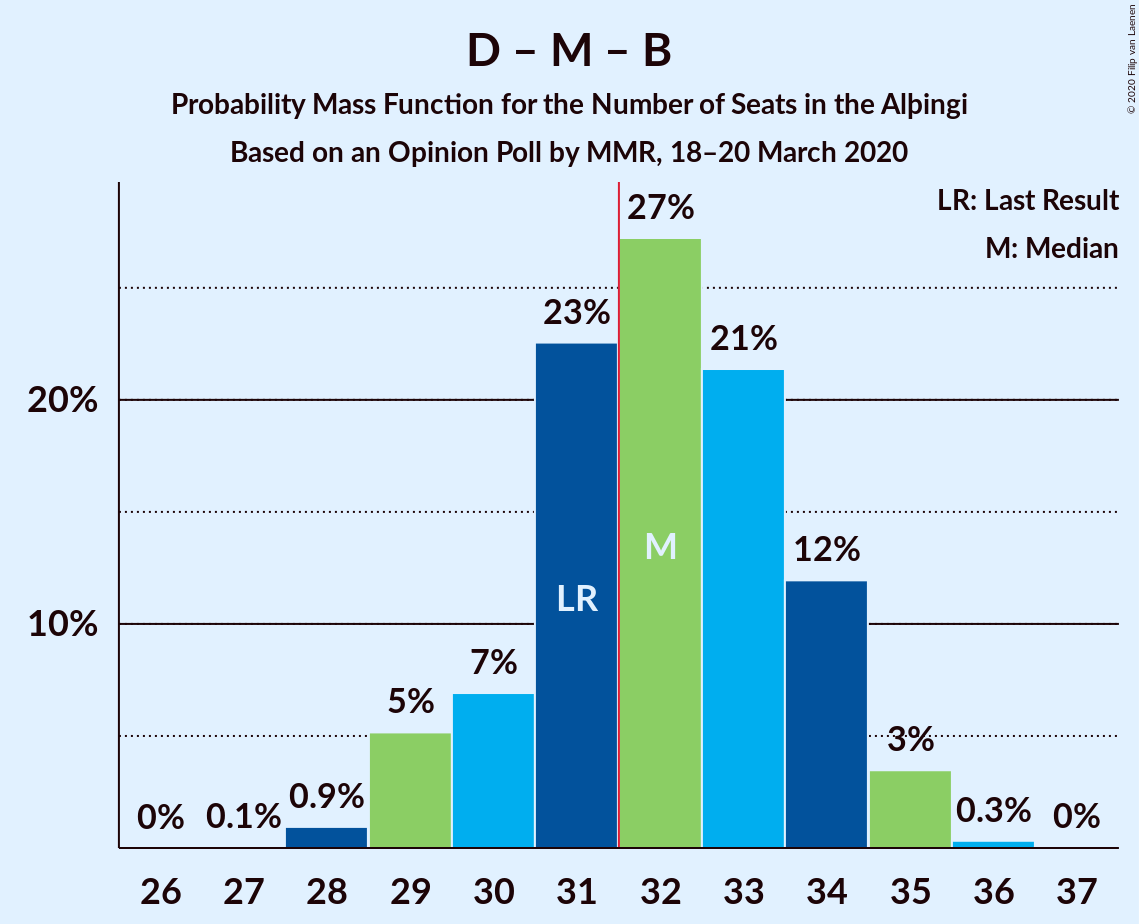 D – M – B
Probability Mass Function for the Number of Seats in the Alþingi
Based on an Opinion Poll by MMR, 18–20 March 2020
© 2020 Filip van Laenen
LR: Last Result
M: Median
20%
10%
0%
0.1%
0.9%
5%
7%
23%
27%
21%
12%
3%
0.3%
0%
LR
M
26 27 28 29 30 31 32 33 34 35 36 37